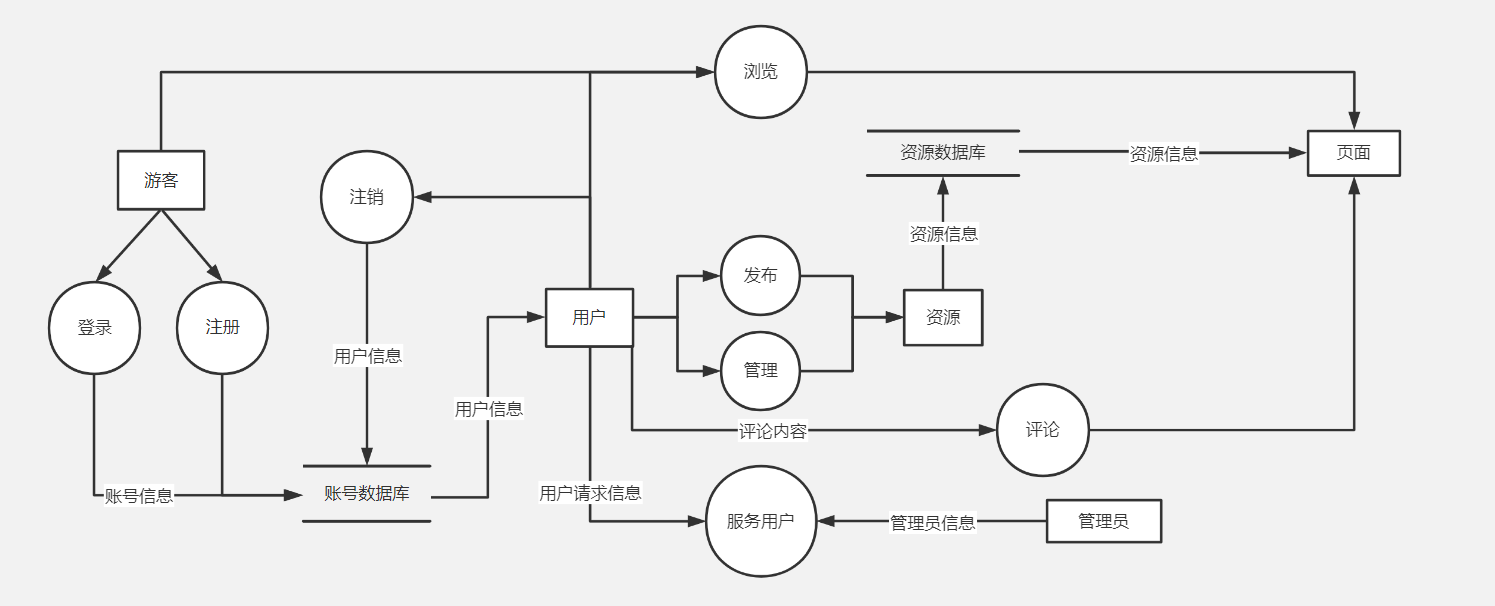 浏览
资源数据库
资源信息
页面
游客
注销
资源信息
发布
用户
资源
登录
注册
用户信息
管理
用户信息
评论内容
评论
账号信息
账号数据库
用户请求信息
服务用户
管理员信息
管理员